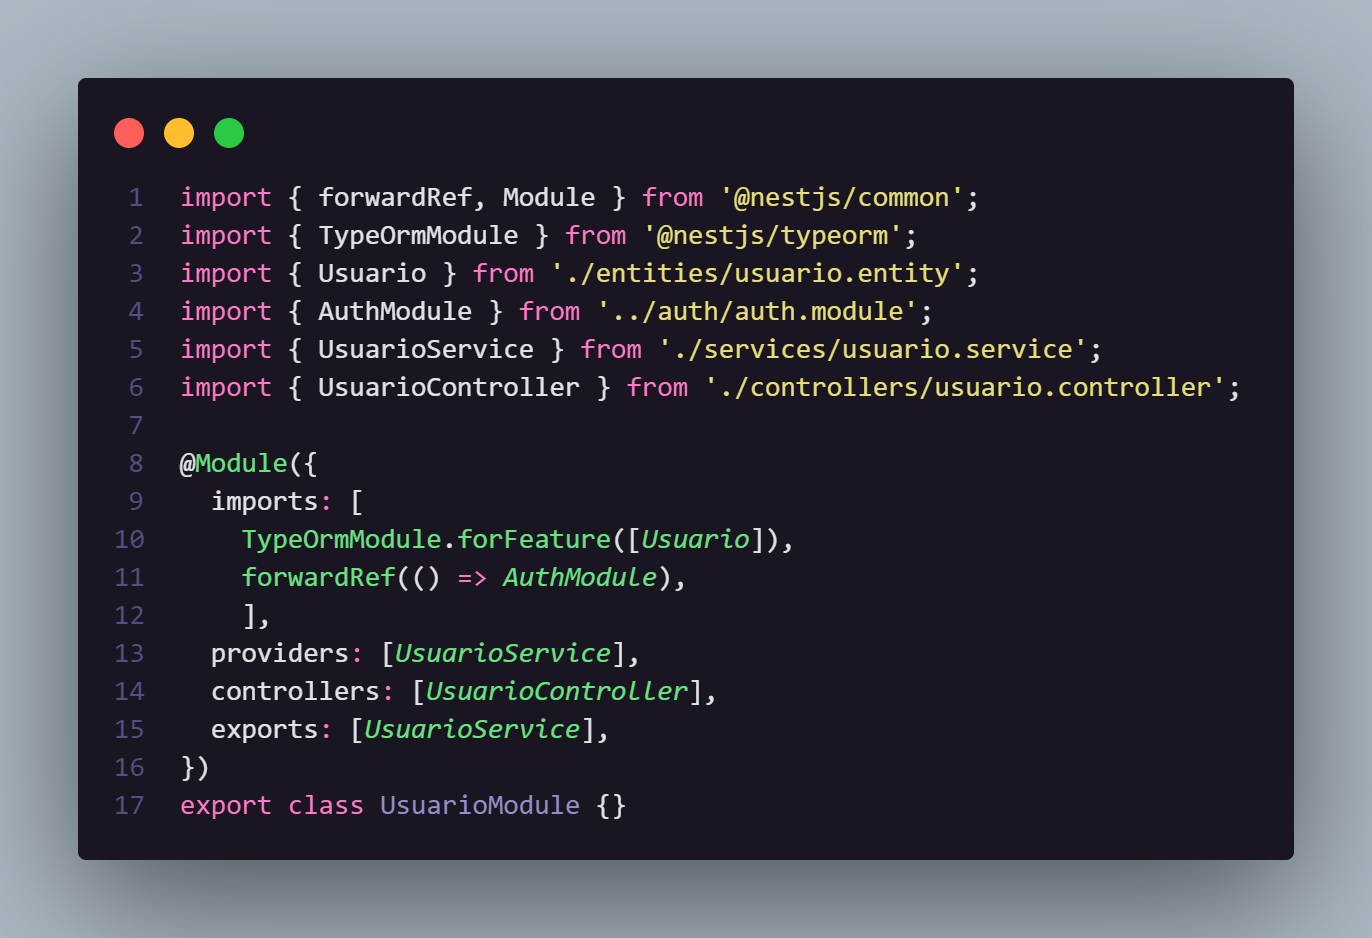 1 import { forwardRef, Module } from '@nestjs/common';
2 import { TypeOrmModule } from '@nestjs/typeorm';
3 import { Usuario } from './entities/usuario.entity';
4 import { AuthModule } from '../auth/auth.module';
5 import { UsuarioService } from './services/usuario.service';
6 import { UsuarioController } from './controllers/usuario.controller';
7
8 @Module({
9   imports: [
10     TypeOrmModule.forFeature([Usuario]),
11     forwardRef(() => AuthModule),
12     ],
13   providers: [UsuarioService],
14   controllers: [UsuarioController],
15   exports: [UsuarioService],
16 })
17 export class UsuarioModule {}